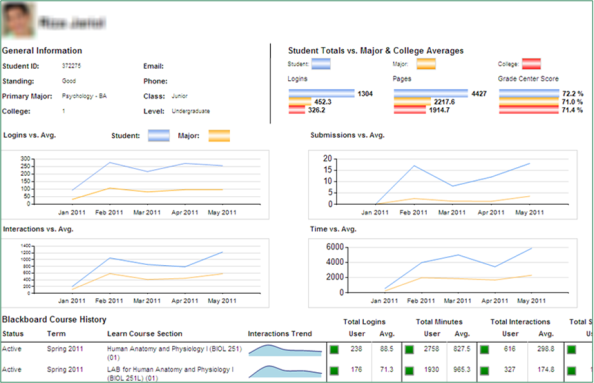 General Information
Student ID: 372275 Email:
Standing: Good Phone:
Primary Major: Psychology - BA Class: Junior
College: 1 Level: Undergraduate
Student Totals vs. Major & College Averages
Student: Major: College:
Logins Pages Grade Center Score
1304 4427 72.2 %
452.3 2217.6 71.0 %
326.2 1914.7 71.4 %
Logins vs. Avg. Student: Major:
300
250
200
150
100
50
0
Jan 2011 Feb 2011 Mar 2011 Apr 2011 May 2011
Submissions vs. Avg.
20
15
10
5
0
Jan 2011 Feb 2011 Mar 2011 Apr 2011 May 2011
Interactions vs. Avg.
1400
1200
1000
800
600
400
200
0
Jan 2011 Feb 2011 Mar 2011 Apr 2011 May 2011
Time vs. Avg.
6000
4000
2000
0
Jan 2011 Feb 2011 Mar 2011 Apr 2011 May 2011
Blackboard Course History
Total Logins Total Minutes Total Interactions Total S
Status Term Learn Course Section Interactions Trend User Avg. User Avg. User Avg. U
Active Spring 2011 Human Anatomy and Physiology I (BIOL 251) (01) 238 88.5 2758 827.5 616 298.8
Active Spring 2011 LAB for Human Anatomy and Physiology I (BIOL 251L) (01) 176 71.3 1930 965.3 327 174.8